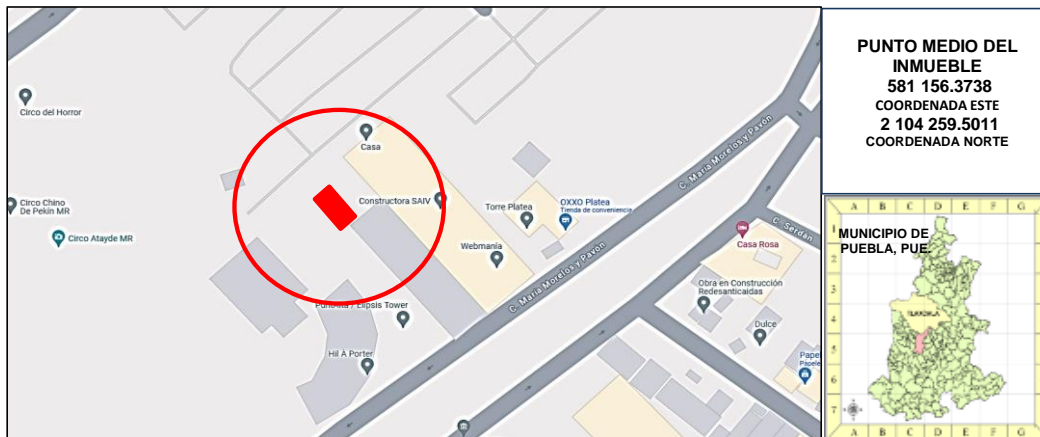 Circo del Horror
Casa
Circo Chino
De Pekín MR
Circo Atayde MR
Constructora SAIV
Torre Platea
OXXO Platea
Tienda de conveniencia
Webmania
C. María Morelos y Pavón
C. María Morelos y Pavón
Casa Rosa
C. Serdán
Obra en Construcción
Redesanticaidas
Dulce
Elipsis Tower
Hil A Porter
PUNTO MEDIO DEL
INMUEBLE
581 156.3738
COORDENADA ESTE
2 104 259.5011
COORDENADA NORTE
A B C D E F G
1
MUNICIPIO DE
PUEBLA, PUE.
2
3
TLAXCALA
4
5
6
7
A B C D E F G